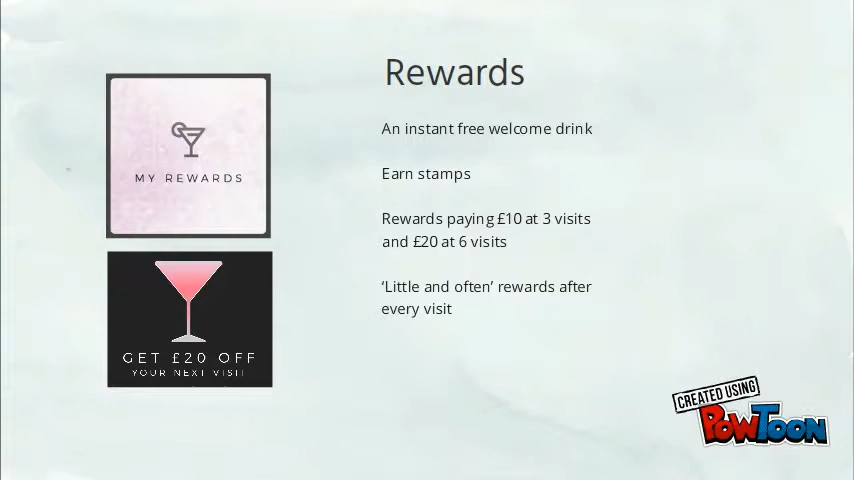 Rewards
An instant free welcome drink
Earn stamps
Rewards paying £10 at 3 visits
and £20 at 6 visits
‘Little and often’ rewards after
every visit
MY REWARDS
GET £20 OFF
YOUR NEXT VISIT
CREATED USING
POWTOON